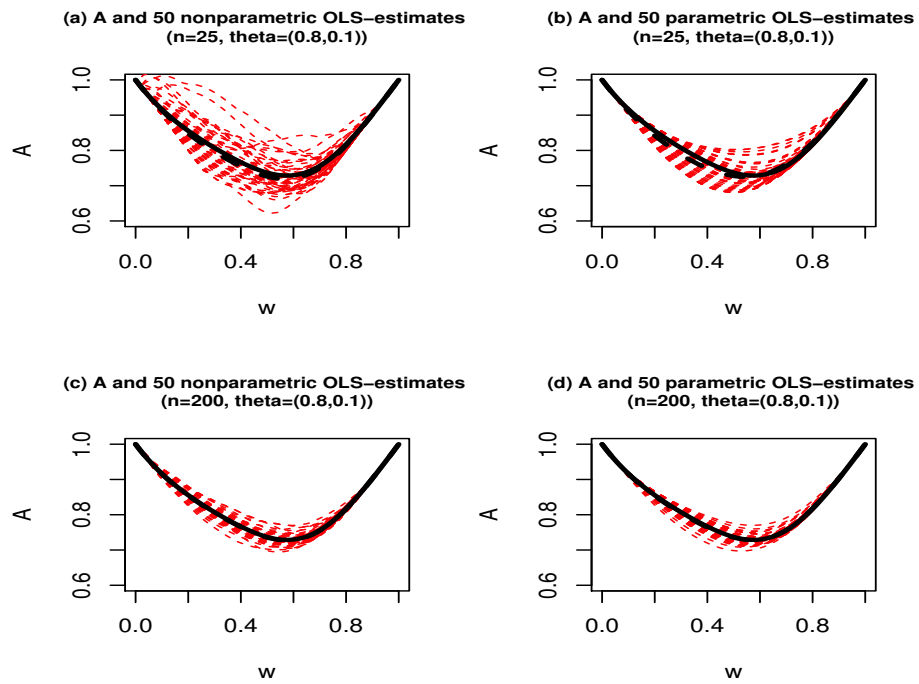 (a) A and 50 nonparametric OLS−estimates
(n=25, theta=(0.8,0.1))
A
1.0
0.8
0.6
0.0 0.4 0.8
w
(b) A and 50 parametric OLS−estimates
(n=25, theta=(0.8,0.1))
A
1.0
0.8
0.6
0.0 0.4 0.8
w
(c) A and 50 nonparametric OLS−estimates
(n=200, theta=(0.8,0.1))
A
1.0
0.8
0.6
0.0 0.4 0.8
w
(d) A and 50 parametric OLS−estimates
(n=200, theta=(0.8,0.1))
A
1.0
0.8
0.6
0.0 0.4 0.8
w